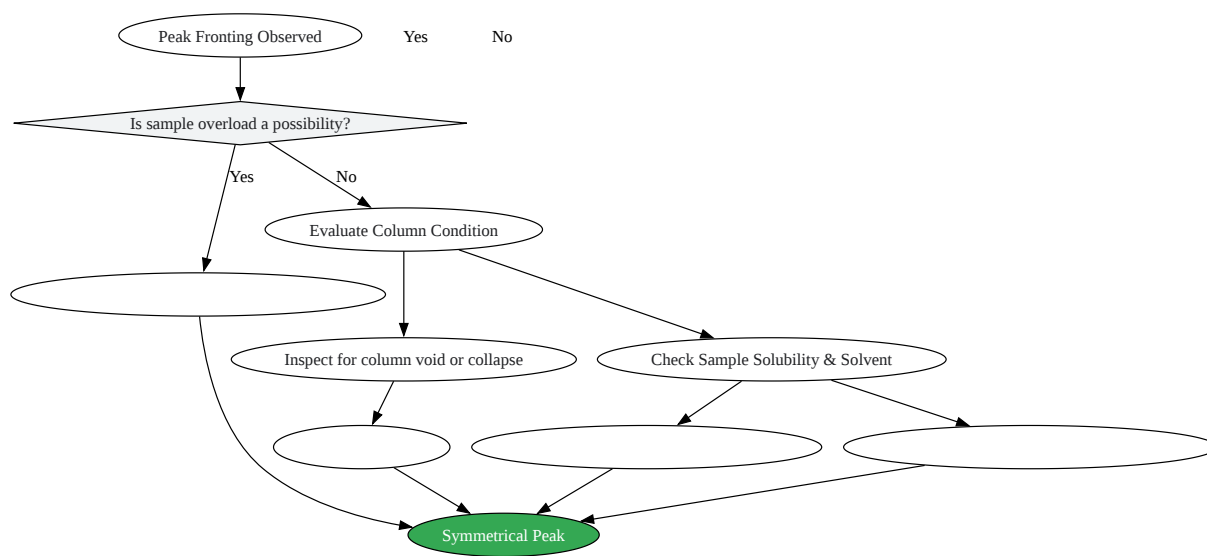 Peak Fronting Observed
Yes
No
Is sample overload a possibility?
Yes
No
Evaluate Column Condition
Inspect for column void or collapse
Check Sample Solubility & Solvent
Symmetrical Peak